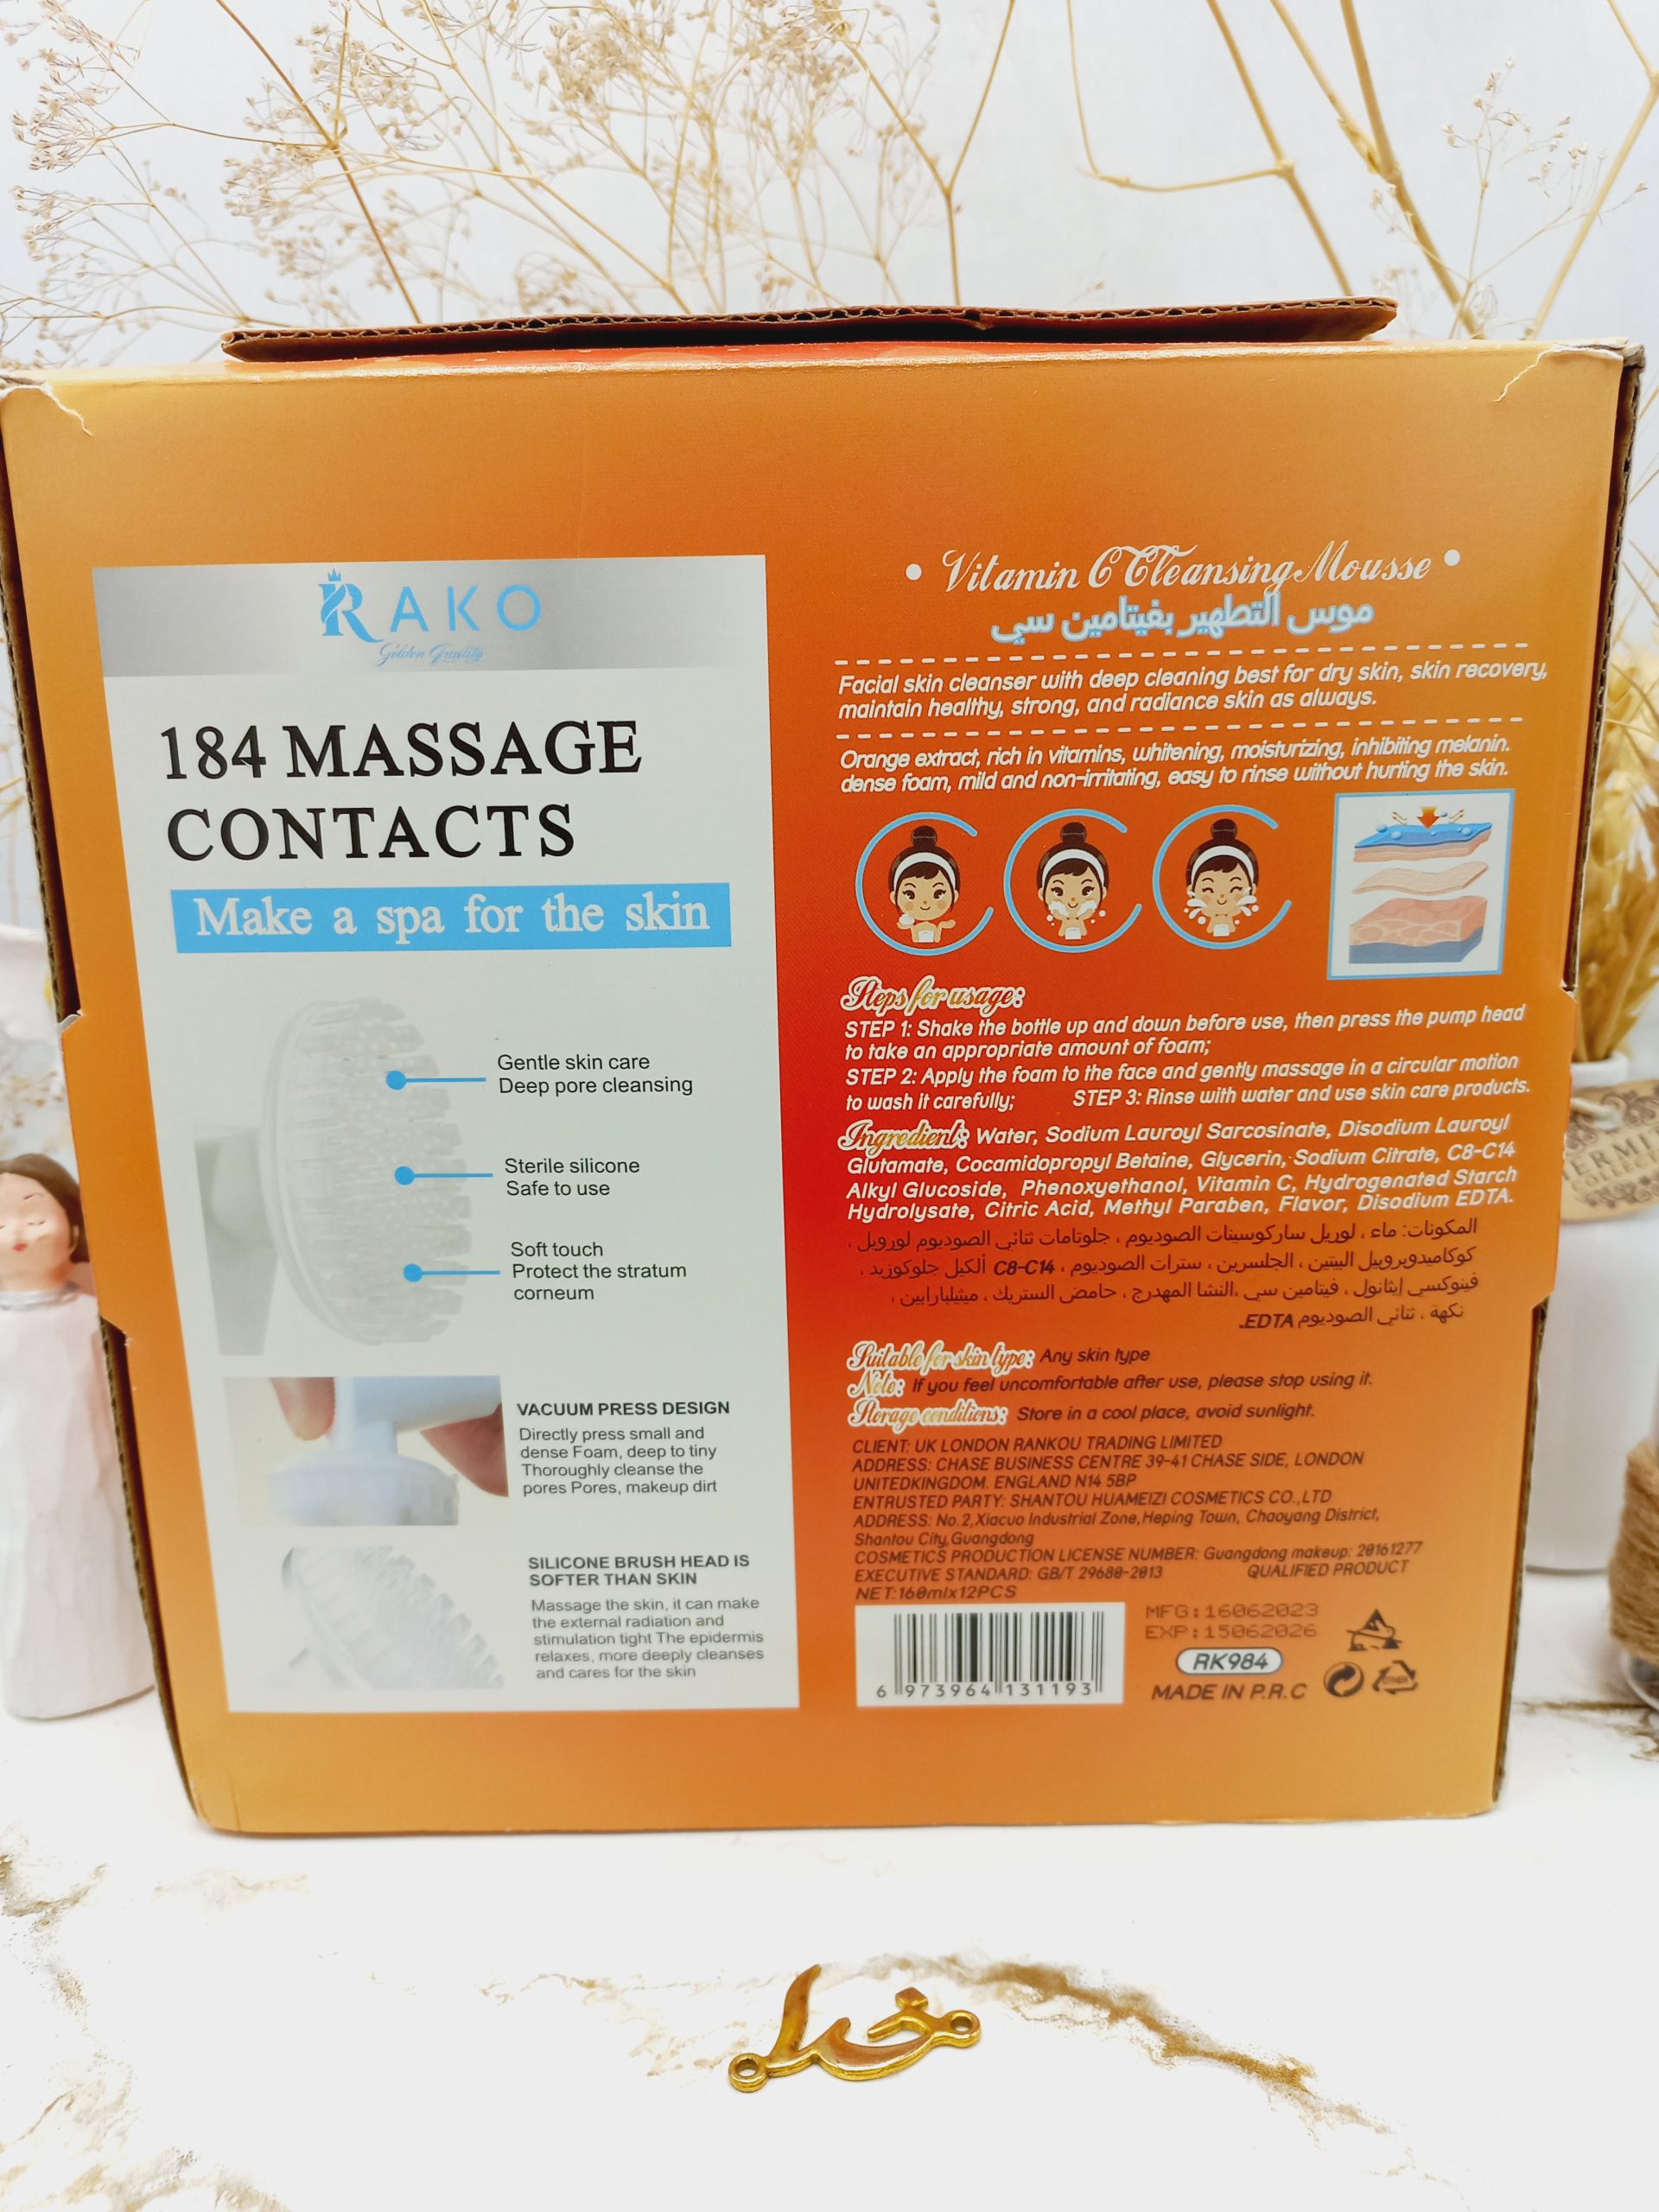 RAKO
Golden Quality
184 MASSAGE
CONTACTS
Make a spa for the skin
Gentle skin care
Deep pore cleansing
Sterile silicone
Safe to use
Soft touch
Protect the stratum
corneum
VACUUM PRESS DESIGN
Directly press small and
dense Foam, deep to tiny
Thoroughly cleanse the
pores Pores, makeup dirt
SILICONE BRUSH HEAD IS
SOFTER THAN SKIN
Massage the skin, it can make
the external radiation and
stimulation tight The epidermis
relaxes, more deeply cleanses
and cares for the skin
• Vitamin C Cleansing Mousse •
موس التطهير بفيتامين سي
Facial skin cleanser with deep cleaning best for dry skin, skin recovery,
maintain healthy, strong, and radiance skin as always.
Orange extract, rich in vitamins, whitening, moisturizing, inhibiting melanin.
dense foam, mild and non-irritating, easy to rinse without hurting the skin.
Steps for usage:
STEP 1: Shake the bottle up and down before use, then press the pump head
to take an appropriate amount of foam;
STEP 2: Apply the foam to the face and gently massage in a circular motion
to wash it carefully; STEP 3: Rinse with water and use skin care products.
Ingredient: Water, Sodium Lauroyl Sarcosinate, Disodium Lauroyl
Glutamate, Cocamidopropyl Betaine, Glycerin, Sodium Citrate, C8-C14
Alkyl Glucoside, Phenoxyethanol, Vitamin C, Hydrogenated Starch
Hydrolysate, Citric Acid, Methyl Paraben, Flavor, Disodium EDTA.
المكونات: ماء ، لوريل ساركوسينات الصوديوم ، جلوتامات ثنائي الصوديوم لورويل ،
كوكاميدوبروبيل البيتين ، الجلسرين ، سترات الصوديوم ، C8-C14 ألكيل جلوكوزيد ،
فينوكسي إيثانول ، فيتامين سي ،النشا المهدرج ، حامض الستريك ، ميثيلبارابين ،
نكهة ، ثنائي الصوديوم EDTA.
Suitable for skin type: Any skin type
Note: If you feel uncomfortable after use, please stop using it.
Storage conditions: Store in a cool place, avoid sunlight.
CLIENT: UK LONDON RANKOU TRADING LIMITED
ADDRESS: CHASE BUSINESS CENTRE 39-41 CHASE SIDE, LONDON
UNITEDKINGDOM. ENGLAND N14 5BP
ENTRUSTED PARTY: SHANTOU HUAMEIZI COSMETICS CO.,LTD
ADDRESS: No.2,Xiacuo Industrial Zone,Heping Town, Chaoyang District,
Shantou City,Guangdong
COSMETICS PRODUCTION LICENSE NUMBER: Guangdong makeup: 20161277
EXECUTIVE STANDARD: GB/T 29680-2013 QUALIFIED PRODUCT
NET:160mlx12PCS
6 973964 131193
MFG:16062023
EXP:15062026
RK984
MADE IN P.R.C